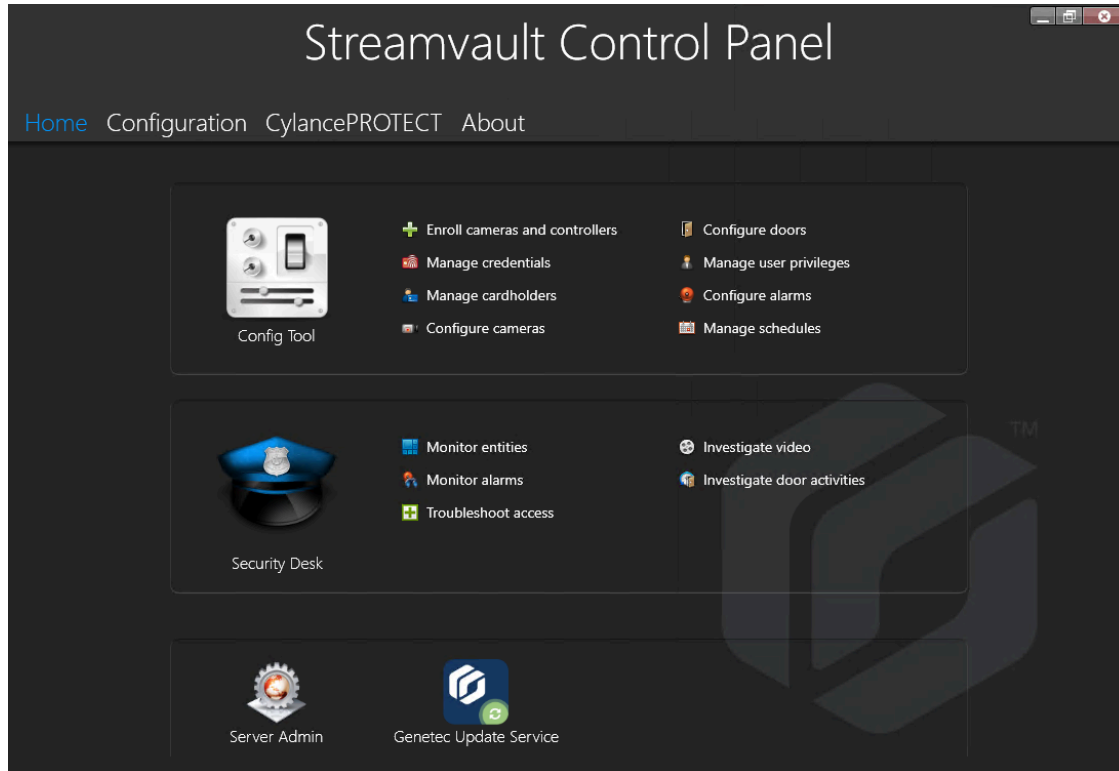 Streamvault Control Panel
Home Configuration CylancePROTECT About
Enroll cameras and controllers
Manage credentials
Manage cardholders
Configure cameras
Configure doors
Manage user privileges
Configure alarms
Manage schedules
Config Tool
Monitor entities
Monitor alarms
Troubleshoot access
Investigate video
Investigate door activities
Security Desk
TM
Server Admin
Genetec Update Service